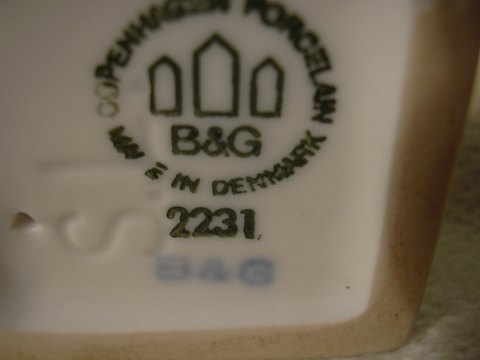 COPENHAGEN PORCELAIN
B&G
MADE IN DENMARK
2231
B&G